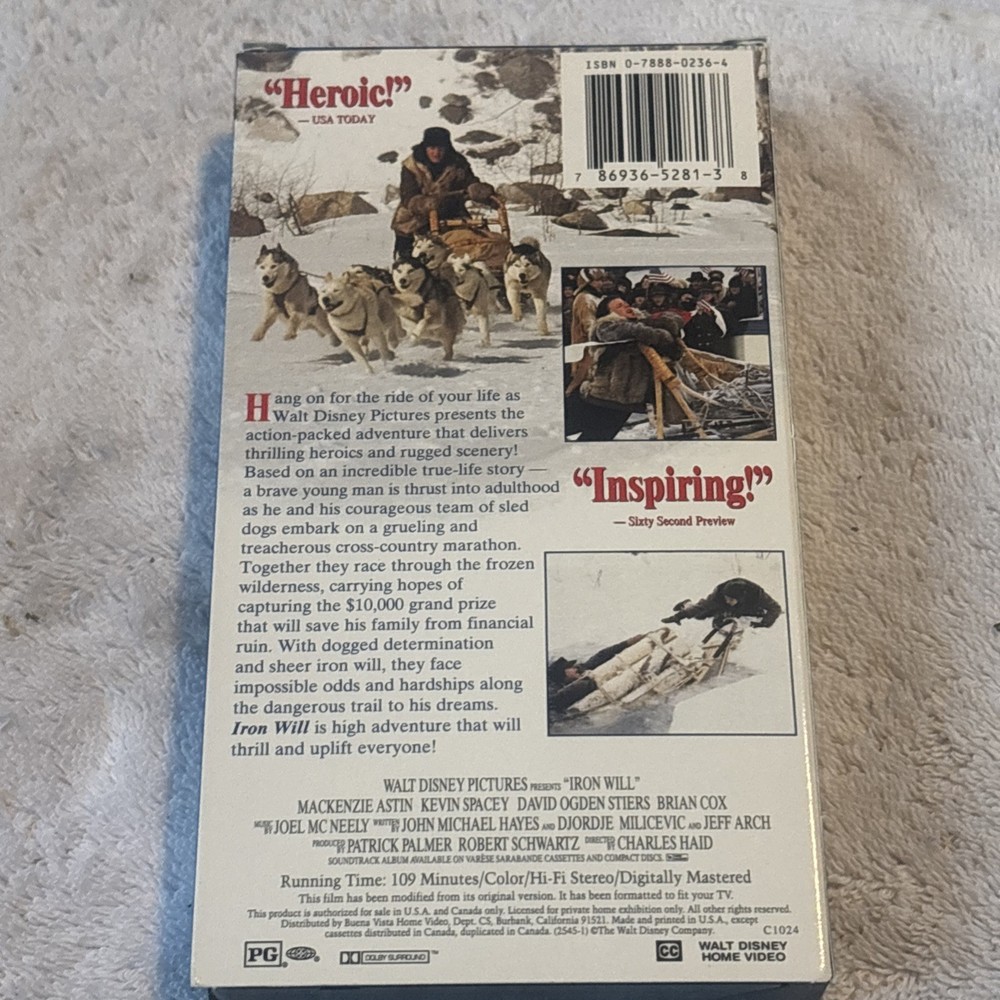 "Heroic!"
— USA TODAY
ISBN 0-7888-0236-4
7 86936-5281-3 8
Hang on for the ride of your life as
Walt Disney Pictures presents the
action-packed adventure that delivers
thrilling heroics and rugged scenery!
Based on an incredible true-life story —
a brave young man is thrust into adulthood
as he and his courageous team of sled
dogs embark on a grueling and
treacherous cross-country marathon.
Together they race through the frozen
wilderness, carrying hopes of
capturing the $10,000 grand prize
that will save his family from financial
ruin. With dogged determination
and sheer iron will, they face
impossible odds and hardships along
the dangerous trail to his dreams.
Iron Will is high adventure that will
thrill and uplift everyone!
"Inspiring!"
— Sixty Second Preview
WALT DISNEY PICTURES PRESENTS "IRON WILL"
MACKENZIE ASTIN KEVIN SPACEY DAVID OGDEN STIERS BRIAN COX
MUSIC BY JOEL MC NEELY WRITTEN BY JOHN MICHAEL HAYES AND DJORDJE MILICEVIC AND JEFF ARCH
PRODUCED BY PATRICK PALMER ROBERT SCHWARTZ DIRECTED BY CHARLES HAID
SOUNDTRACK ALBUM AVAILABLE ON VARÈSE SARABANDE CASSETTES AND COMPACT DISCS.
Running Time: 109 Minutes/Color/Hi-Fi Stereo/Digitally Mastered
This film has been modified from its original version. It has been formatted to fit your TV.
This product is authorized for sale in U.S.A. and Canada only. Licensed for private home exhibition only. All other rights reserved.
Distributed by Buena Vista Home Video, Dept. CS, Burbank, California 91521. Made and printed in U.S.A., except
cassettes distributed in Canada, duplicated in Canada. (2545-1) ©The Walt Disney Company. C1024
PG® DOLBY SURROUND™ CC WALT DISNEY
HOME VIDEO